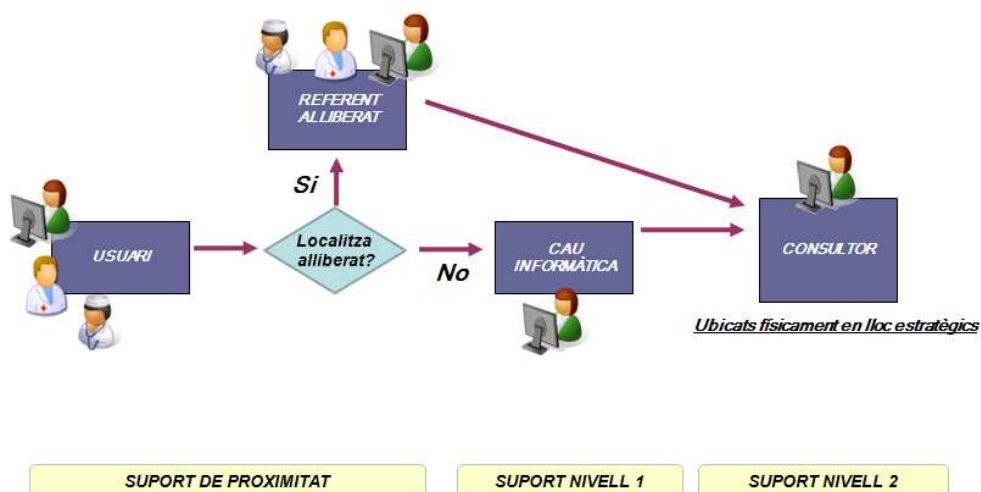 REFERENT
ALLIBERAT
Si
USUARI
Localitza
alliberat?
No
CAU
INFORMÀTICA
CONSULTOR
Ubicats físicament en lloc estratègics
SUPORT DE PROXIMITAT
SUPORT NIVELL 1
SUPORT NIVELL 2